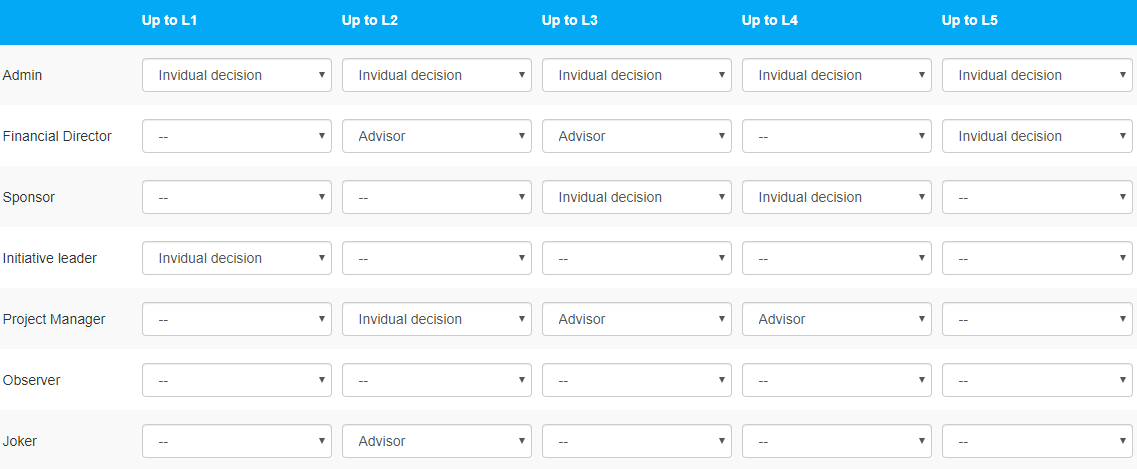 Up to L1 Up to L2 Up to L3 Up to L4 Up to L5
Admin Invidual decision Invidual decision Invidual decision Invidual decision Invidual decision
Financial Director -- Advisor Advisor -- Invidual decision
Sponsor -- -- Invidual decision Invidual decision --
Initiative leader Invidual decision -- -- -- --
Project Manager -- Invidual decision Advisor Advisor --
Observer -- -- -- -- --
Joker -- Advisor -- -- --